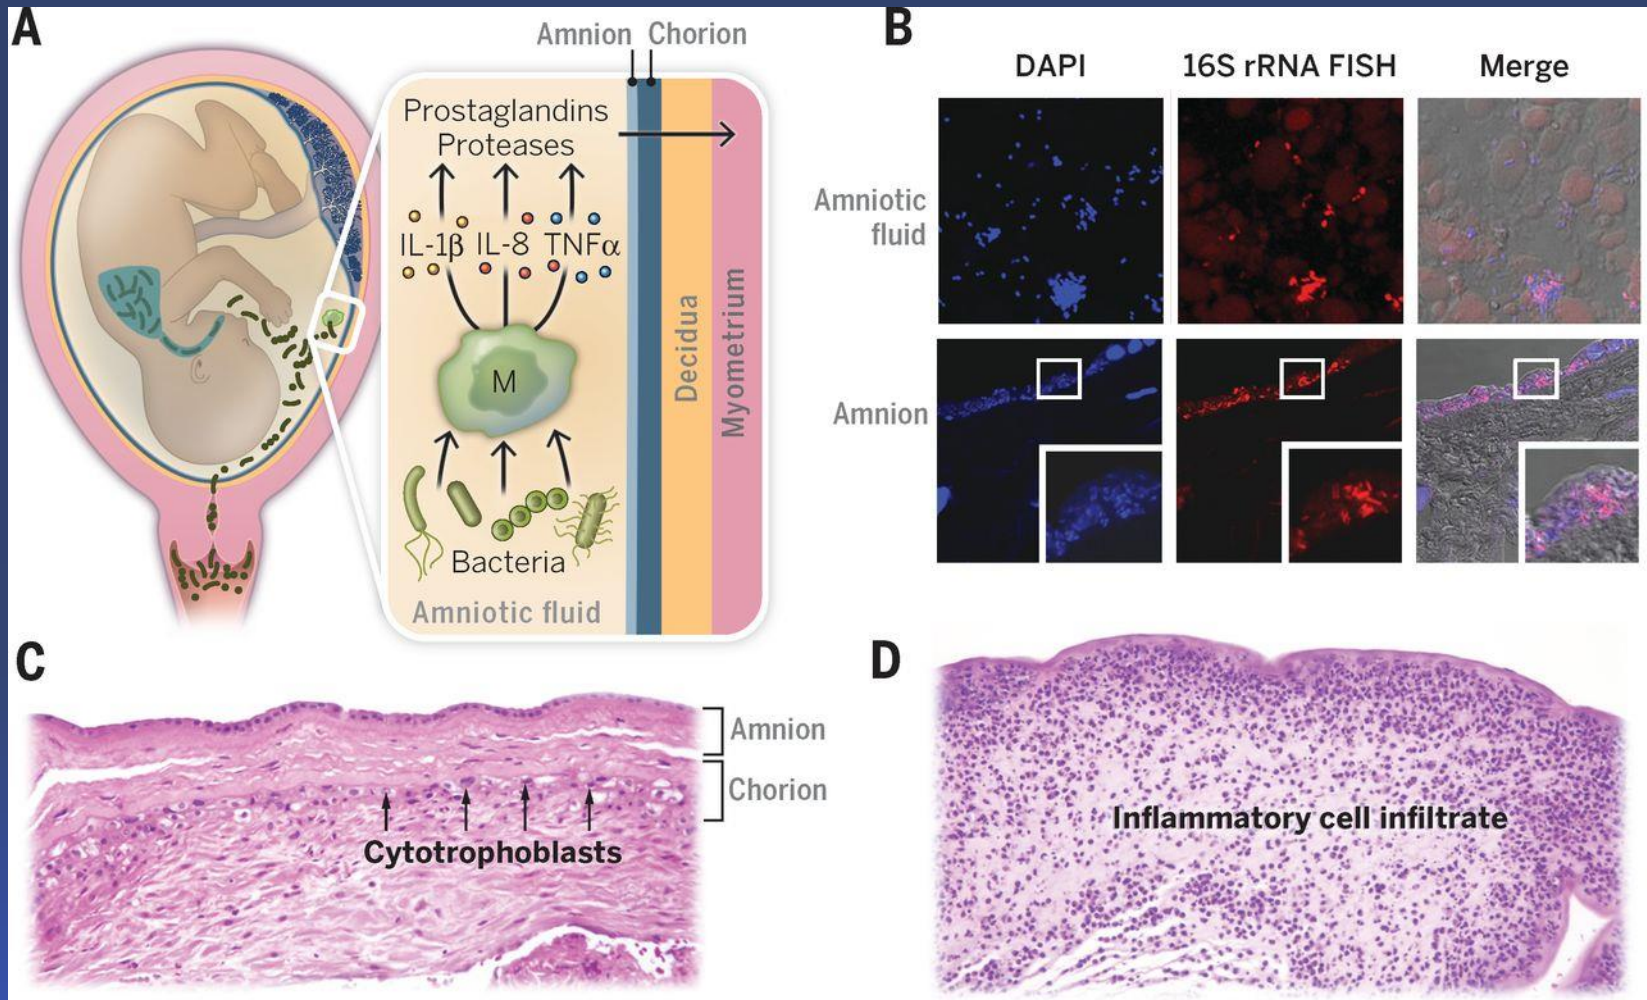 A
Amnion Chorion
Prostaglandins
Proteases
IL-1β IL-8 TNFα
M
Bacteria
Amniotic fluid
Decidua
Myometrium
B
DAPI 16S rRNA FISH Merge
Amniotic
fluid
Amnion
C
Amnion
Chorion
Cytotrophoblasts
D
Inflammatory cell infiltrate